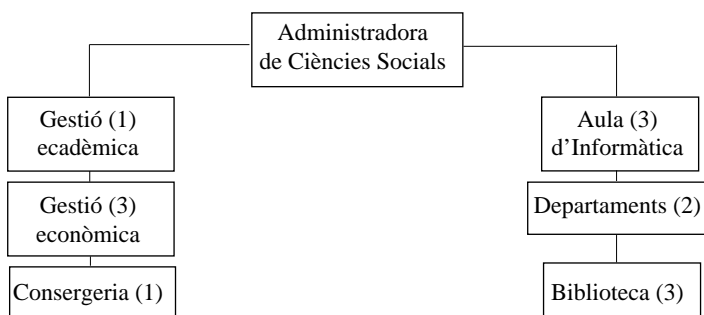 Administradora
de Ciències Socials
Gestió (1)
ecadèmica
Gestió (3)
econòmica
Consergeria (1)
Aula (3)
d’Informàtica
Departaments (2)
Biblioteca (3)